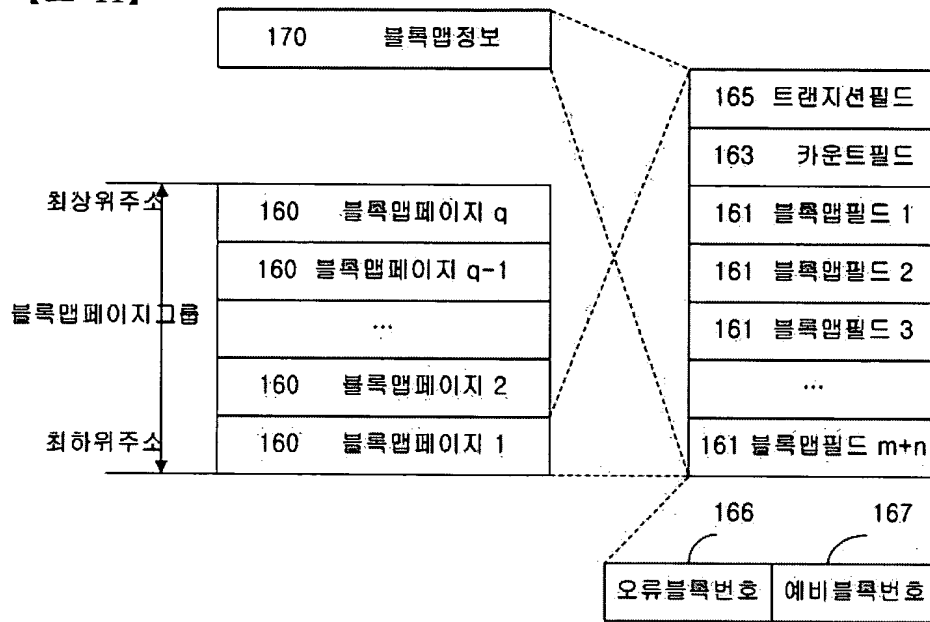 170 블록맵정보
최상위주소
블록맵페이지그룹
최하위주소
160 블록맵페이지 q
160 블록맵페이지 q-1
...
160 블록맵페이지 2
160 블록맵페이지 1
165 트랜지션필드
163 카운트필드
161 블록맵필드 1
161 블록맵필드 2
161 블록맵필드 3
...
161 블록맵필드 m+n
166 167
오류블록번호 예비블록번호